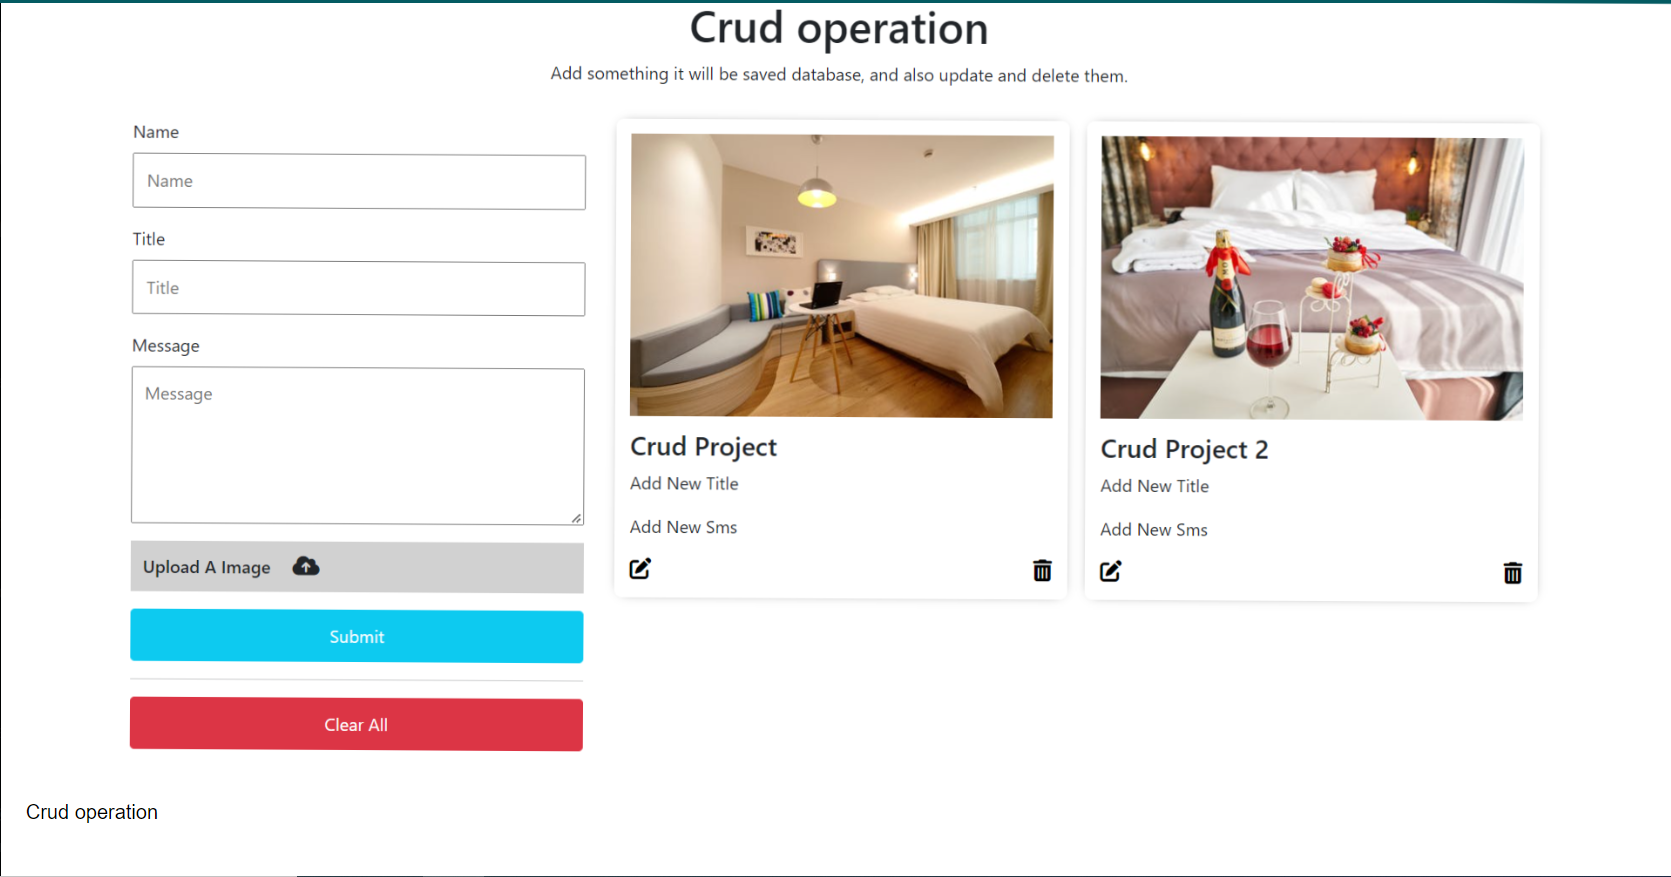 Crud operation
Add something it will be saved database, and also update and delete them.
Name
Name
Title
Title
Message
Message
Upload A Image
Submit
Clear All
Crud Project
Add New Title
Add New Sms
Crud Project 2
Add New Title
Add New Sms
Crud operation